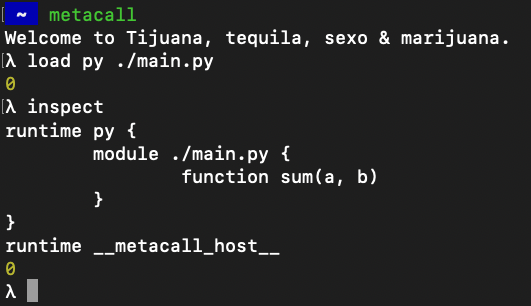 ~ metacall
Welcome to Tijuana, tequila, sexo & marijuana.
λ load py ./main.py
0
λ inspect
runtime py {
        module ./main.py {
                function sum(a, b)
        }
}
runtime __metacall_host__
0
λ